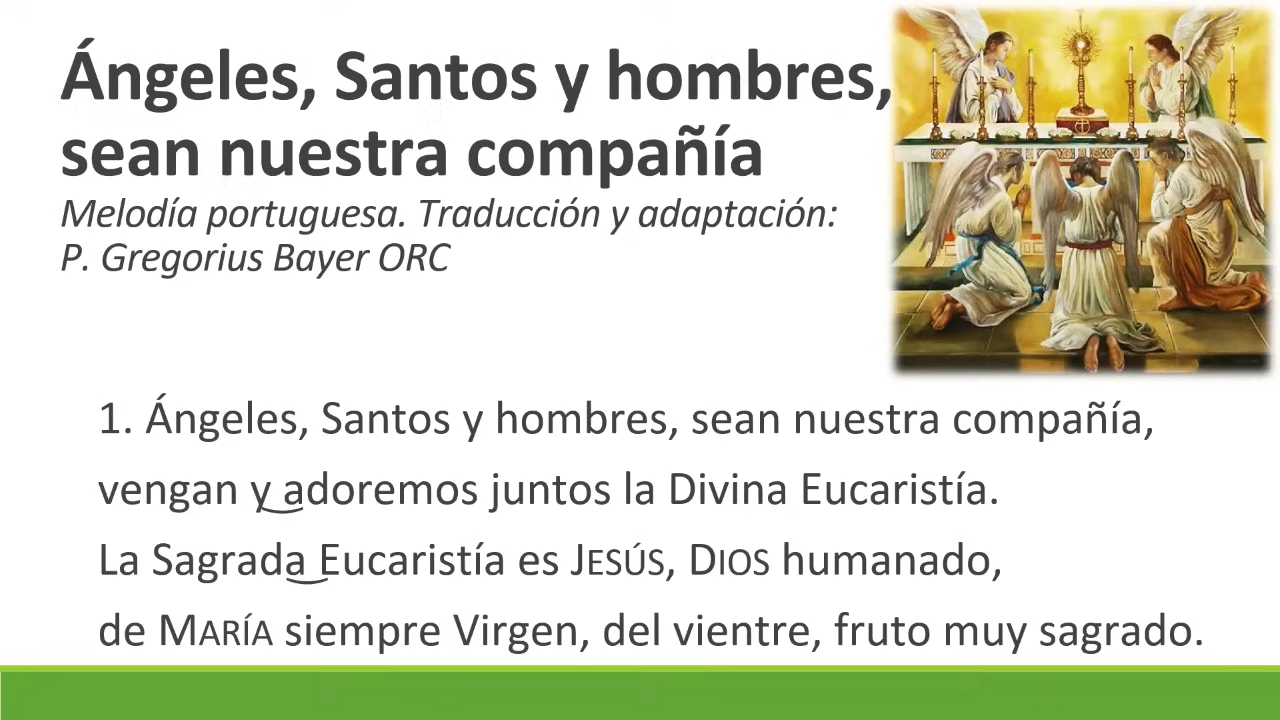 Ángeles, Santos y hombres,
sean nuestra compañía
Melodía portuguesa. Traducción y adaptación:
P. Gregorius Bayer ORC
1. Ángeles, Santos y hombres, sean nuestra compañía,
vengan y adoremos juntos la Divina Eucaristía.
La Sagrada Eucaristía es JESÚS, DIOS humanado,
de MARÍA siempre Virgen, del vientre, fruto muy sagrado.